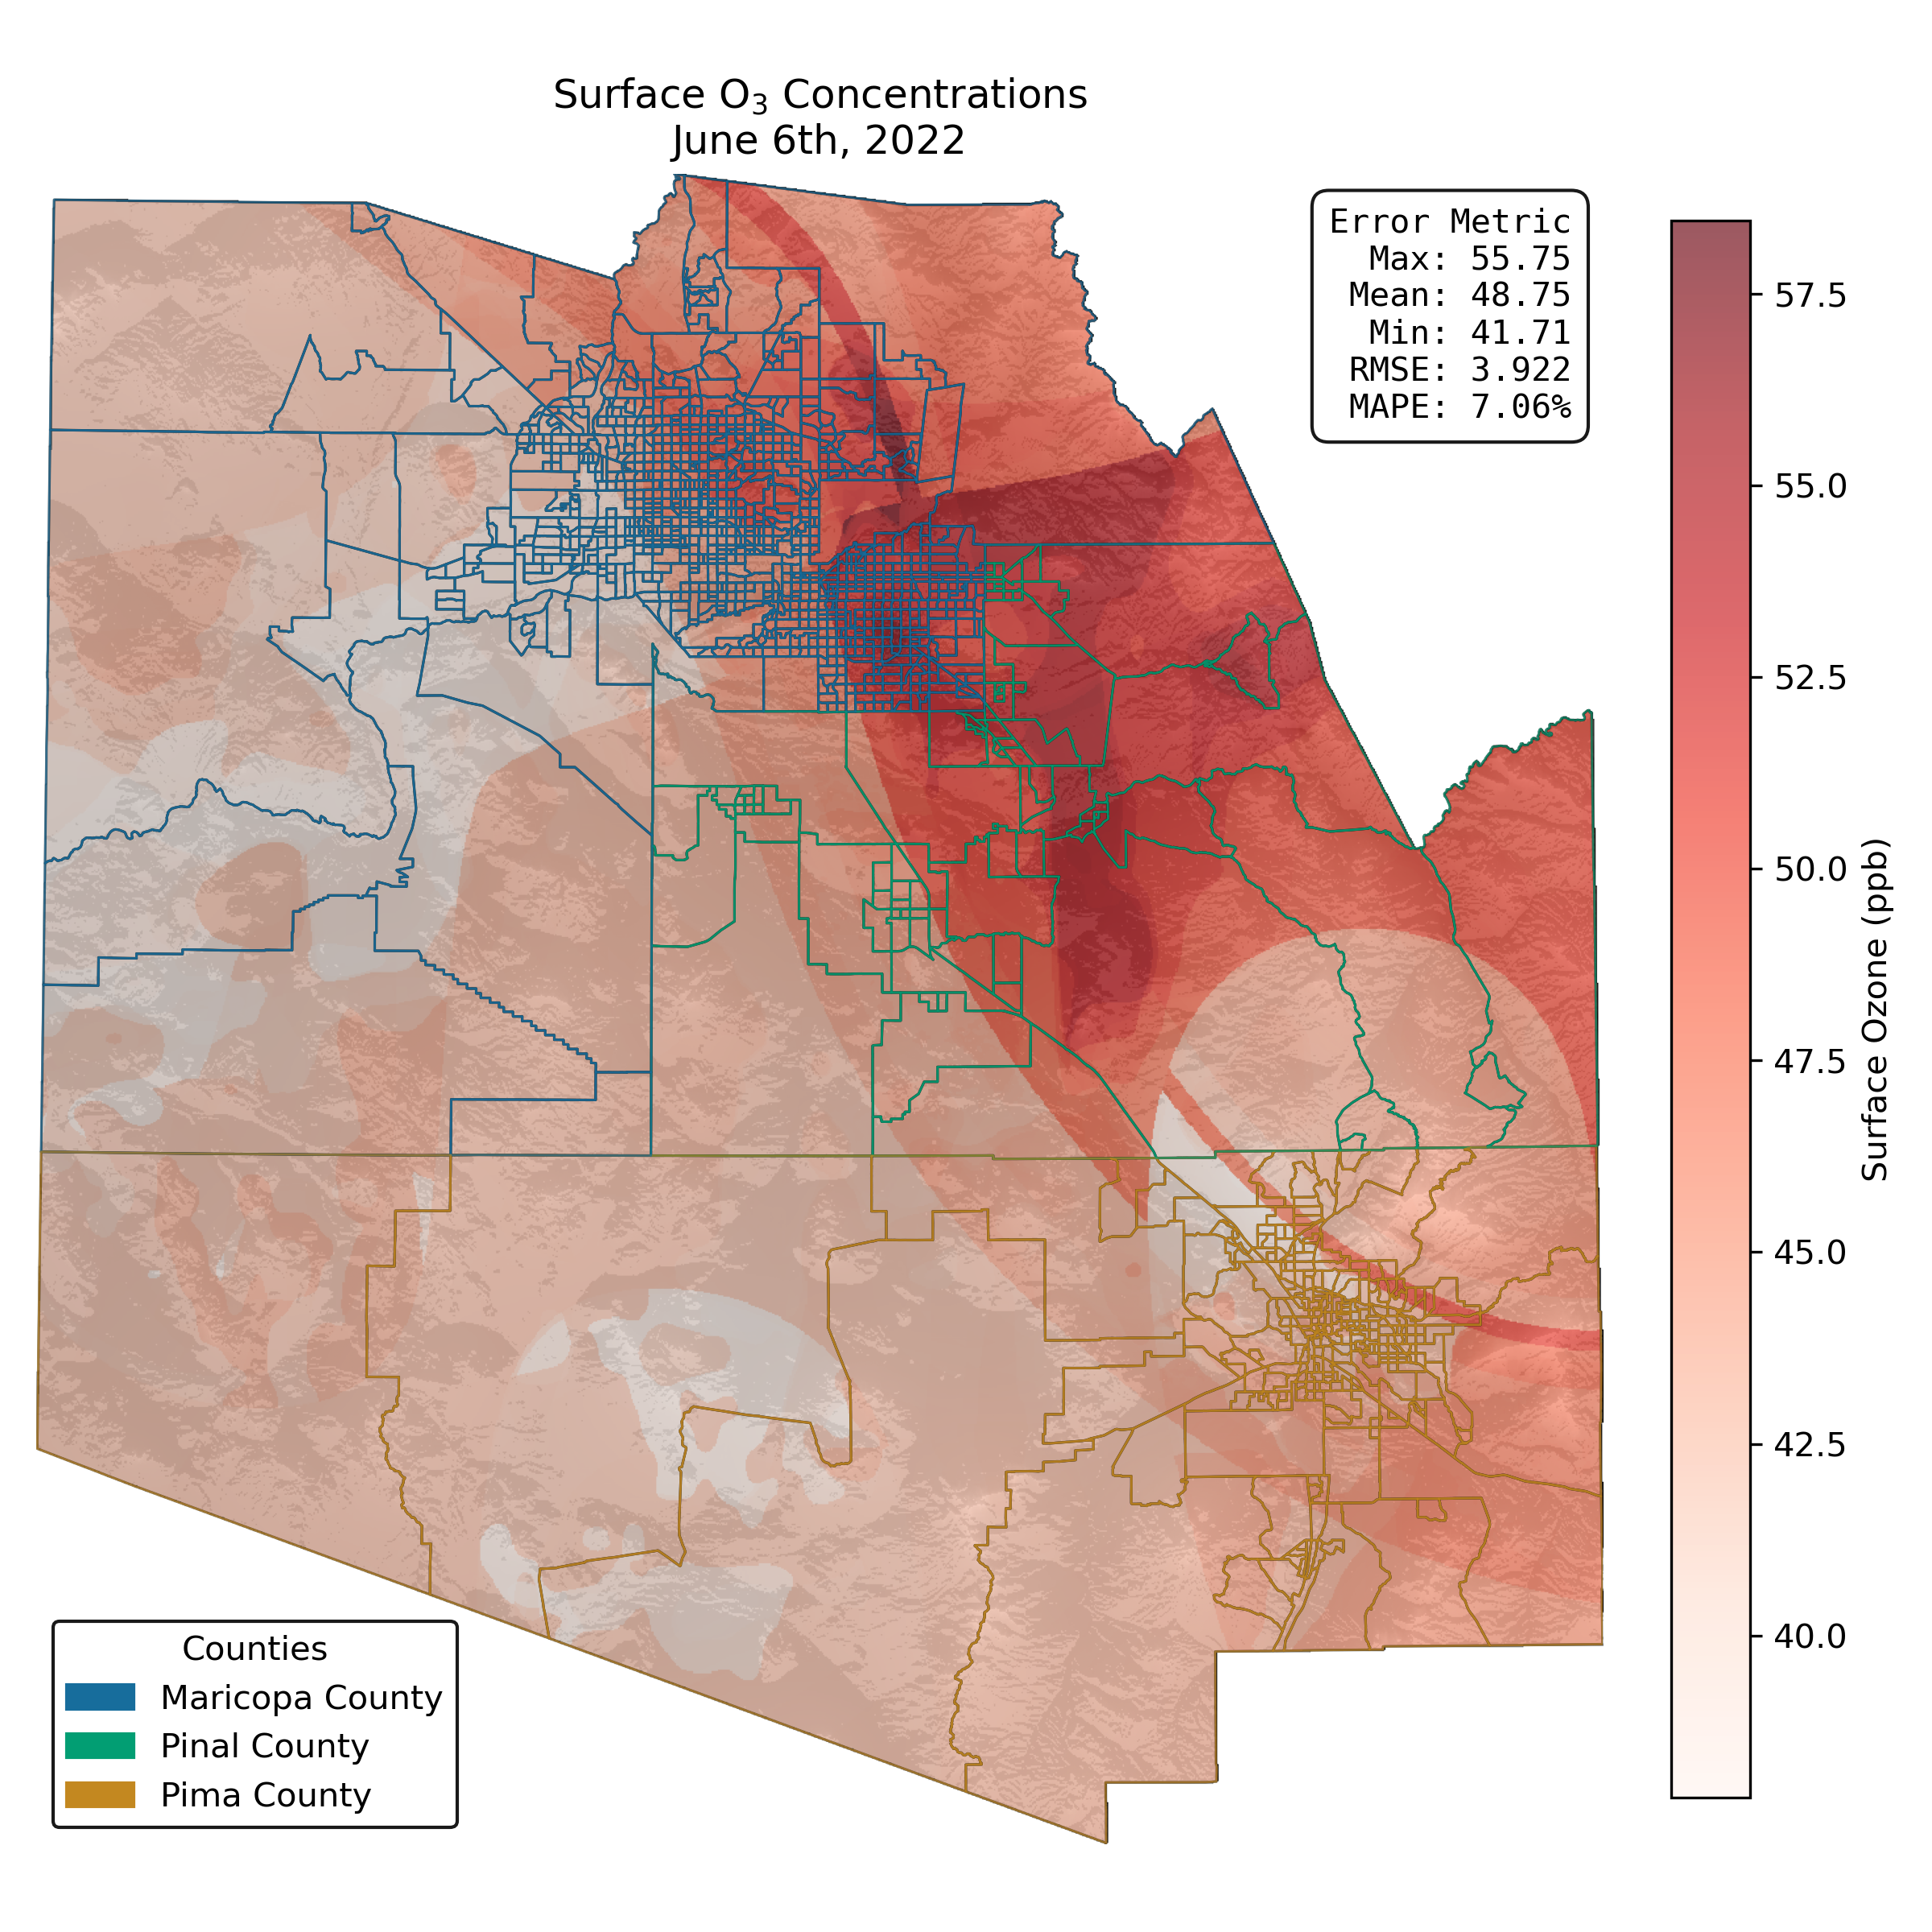 Surface O₃ Concentrations
June 6th, 2022
Error Metric
Max: 55.75
Mean: 48.75
Min: 41.71
RMSE: 3.922
MAPE: 7.06%
57.5
55.0
52.5
50.0
47.5
45.0
42.5
40.0
Surface Ozone (ppb)
Counties
Maricopa County
Pinal County
Pima County